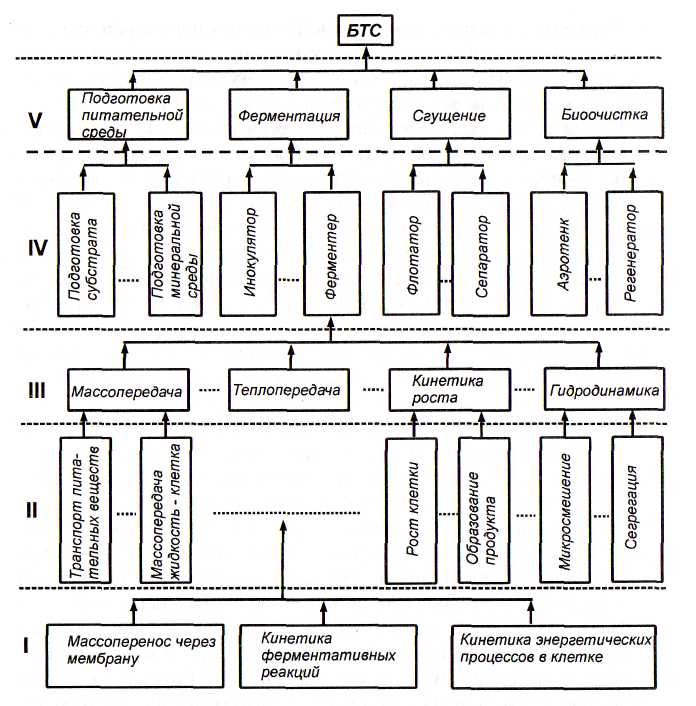 БТС
V
Подготовка
питательной
среды
Ферментация
Сгущение
Биоочистка
IV
Подготовка
субстрата
Подготовка
минеральной
среды
Инокулятор
Ферментер
Флотатор
Сепаратор
Аэротенк
Регенератор
III
Массопередача
Теплопередача
Кинетика
роста
Гидродинамика
II
Транспорт пита-
тельных веществ
Массопередача
жидкость - клетка
Рост клетки
Образование
продукта
Микросмешение
Сегрегация
I
Массоперенос через
мембрану
Кинетика
ферментативных
реакций
Кинетика энергетических
процессов в клетке